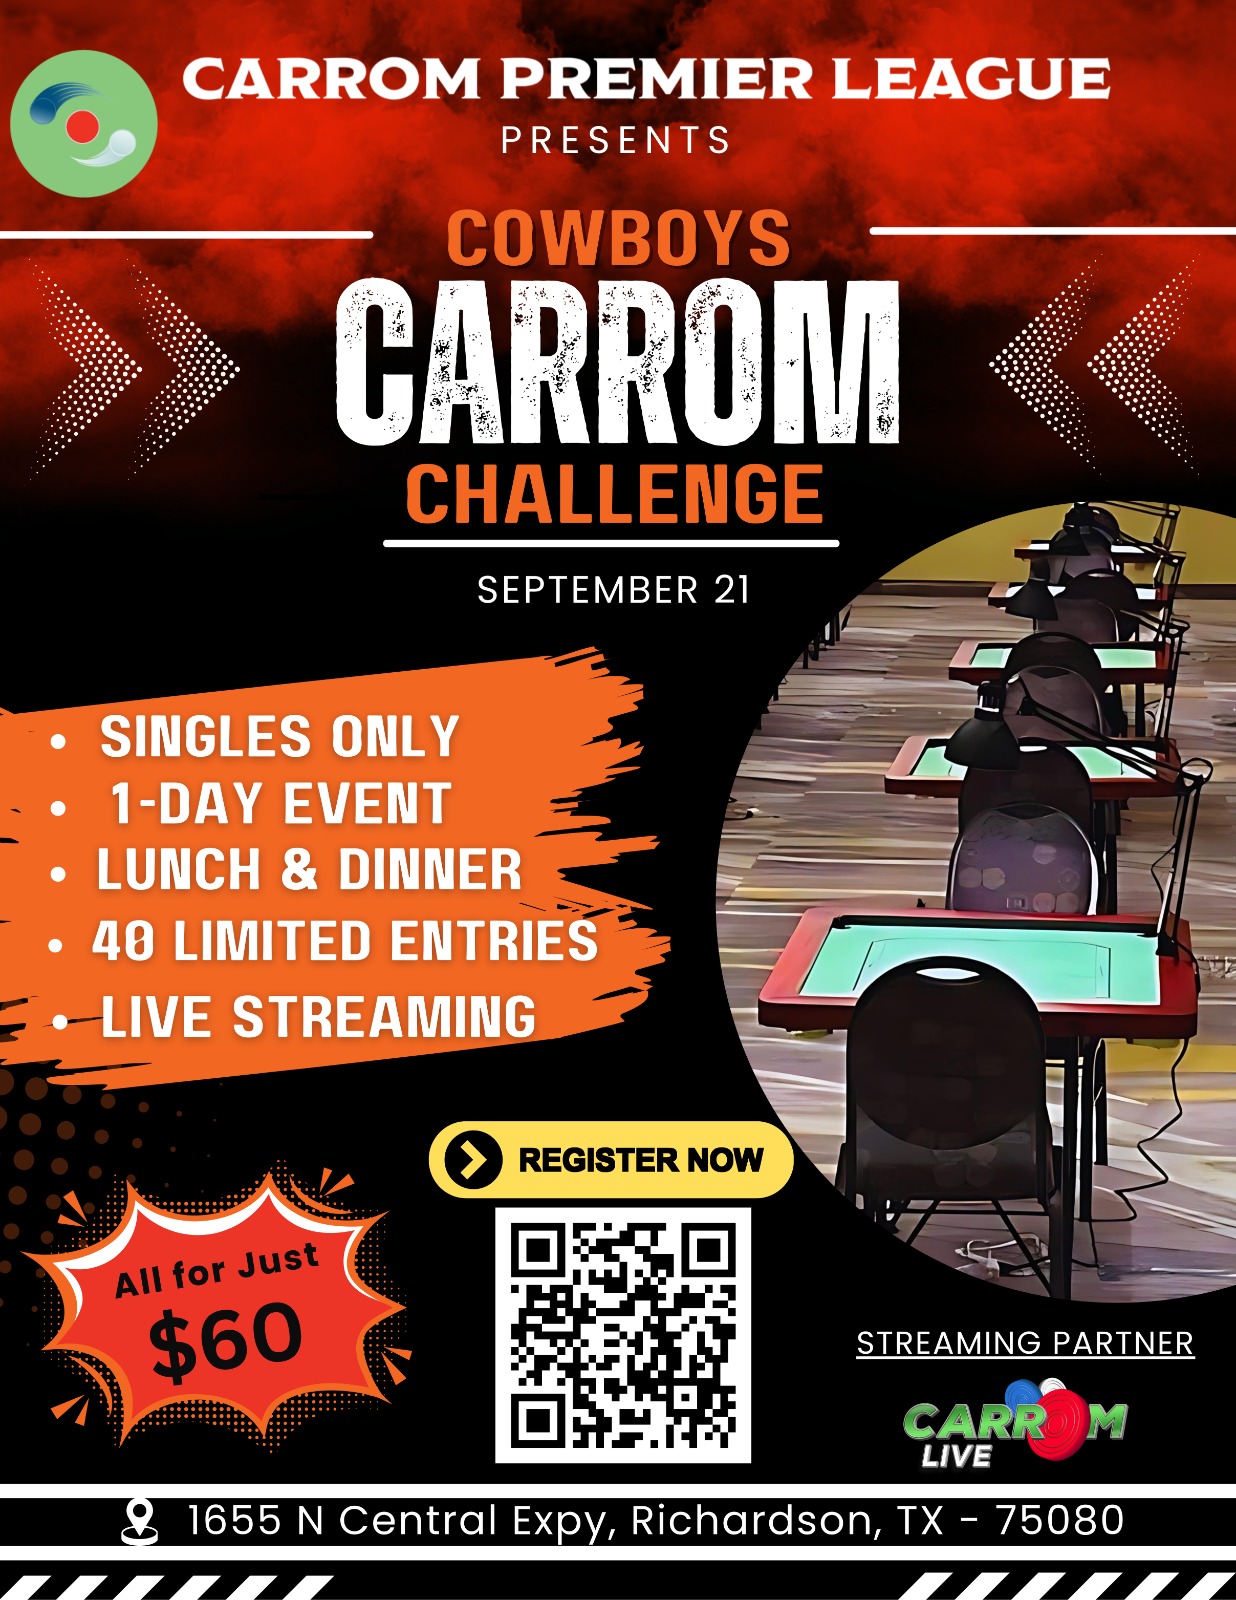 CARROM PREMIER LEAGUE
PRESENTS
COWBOYS
CARROM
CHALLENGE
SEPTEMBER 21
• SINGLES ONLY
• 1-DAY EVENT
• LUNCH & DINNER
• 40 LIMITED ENTRIES
• LIVE STREAMING
REGISTER NOW
All for Just
$60
STREAMING PARTNER
CARROM
LIVE
1655 N Central Expy, Richardson, TX - 75080